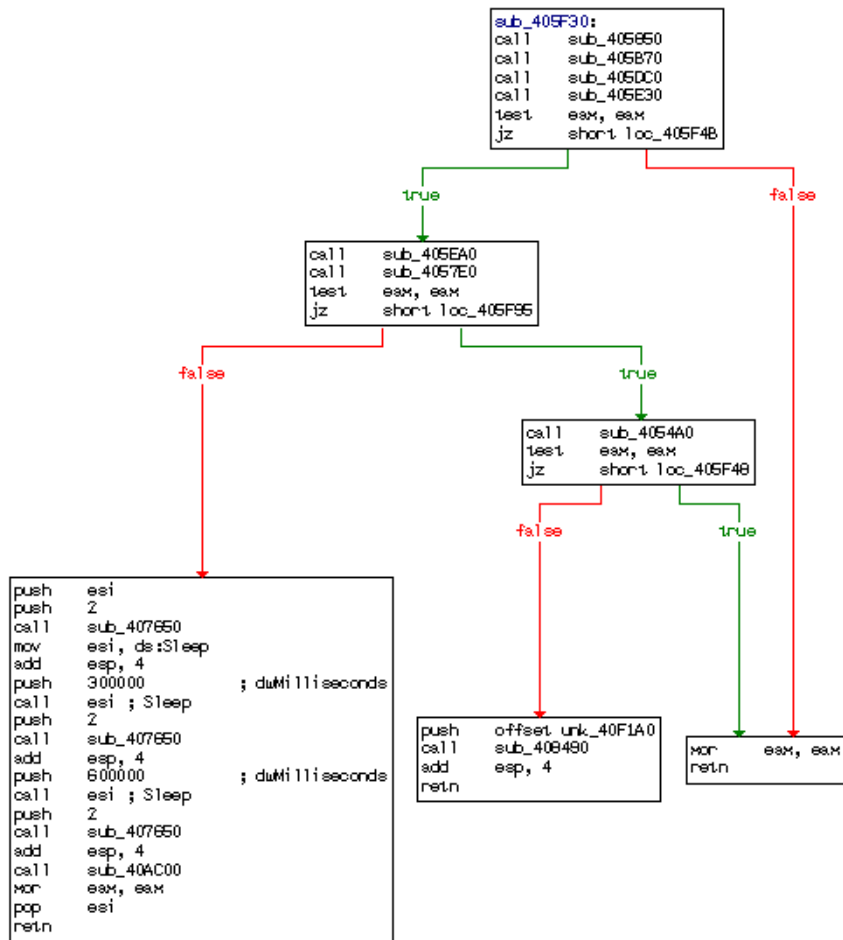 sub_405F30:
call sub_405850
call sub_405B70
call sub_405DC0
call sub_405E30
test eax, eax
jz short loc_405F4B
true
false
call sub_405EA0
call sub_4057E0
test eax, eax
jz short loc_405F95
false
true
call sub_4054A0
test eax, eax
jz short loc_405F48
false
true
push esi
push 2
call sub_407650
mov esi, ds:Sleep
add esp, 4
push 300000 ; dwMilliseconds
call esi ; Sleep
push 2
call sub_407650
add esp, 4
push 600000 ; dwMilliseconds
call esi ; Sleep
push 2
call sub_407650
add esp, 4
call sub_40AC00
xor eax, eax
pop esi
retn
push offset unk_40F1A0
call sub_408490
add esp, 4
retn
xor eax, eax
retn